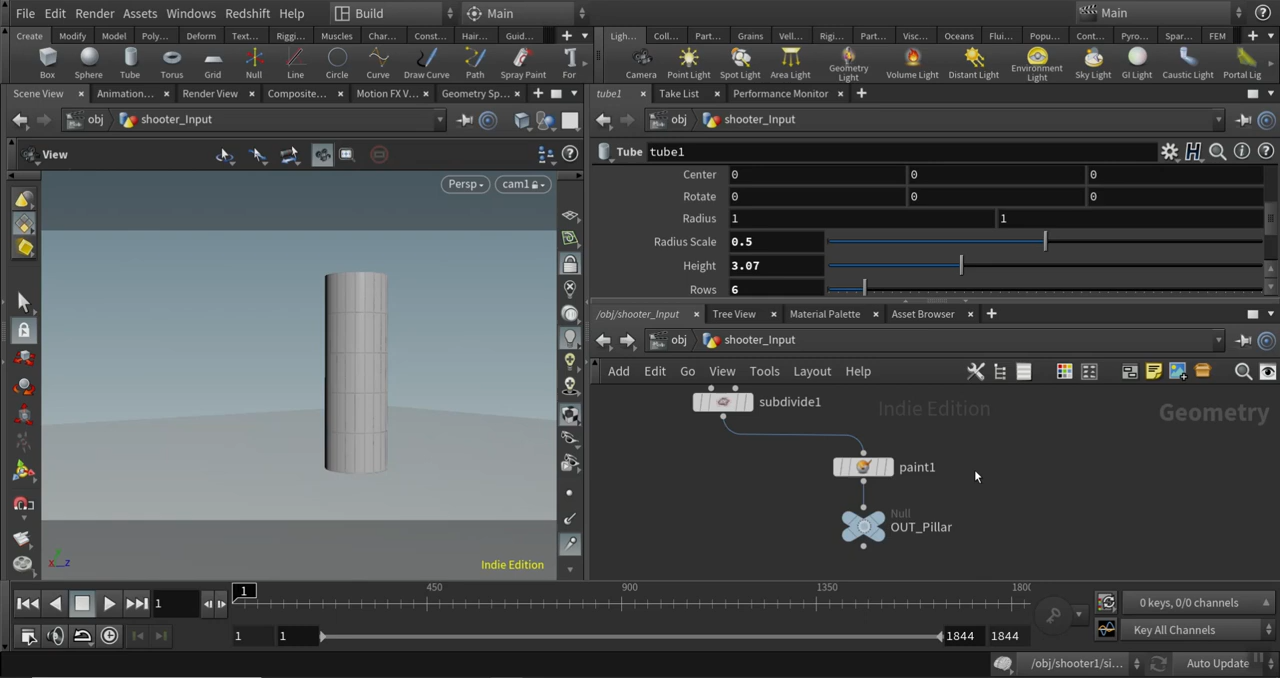 File Edit Render Assets Windows Redshift Help Build Main Main
Create Modify Model Poly... Deform Text... Riggi... Muscles Char... Const... Hair... Guid... Ligh... Coll... Part... Grains Vell... Rigi... Part... Visc... Oceans Flui... Popu... Cont... Pyro... Spar... FEM
Box Sphere Tube Torus Grid Null Line Circle Curve Draw Curve Path Spray Paint For Camera Point Light Spot Light Area Light Geometry Light Volume Light Distant Light Environment Light Sky Light GI Light Caustic Light Portal Lig
Scene View Animation... Render View Composite... Motion FX V... Geometry Sp... tube1 Take List Performance Monitor
obj shooter_Input obj shooter_Input
View
Tube tube1
Persp cam1
Center 0 0 0
Rotate 0 0 0
Radius 1 1
Radius Scale 0.5
Height 3.07
Rows 6
/obj/shooter_Input Tree View Material Palette Asset Browser
obj shooter_Input
Add Edit Go View Tools Layout Help
subdivide1
Indie Edition
Geometry
paint1
Null
OUT_Pillar
Indie Edition
1 450 900 1350 1800
1
0 keys, 0/0 channels
1 1 1844 1844
Key All Channels
/obj/shooter1/si... Auto Update